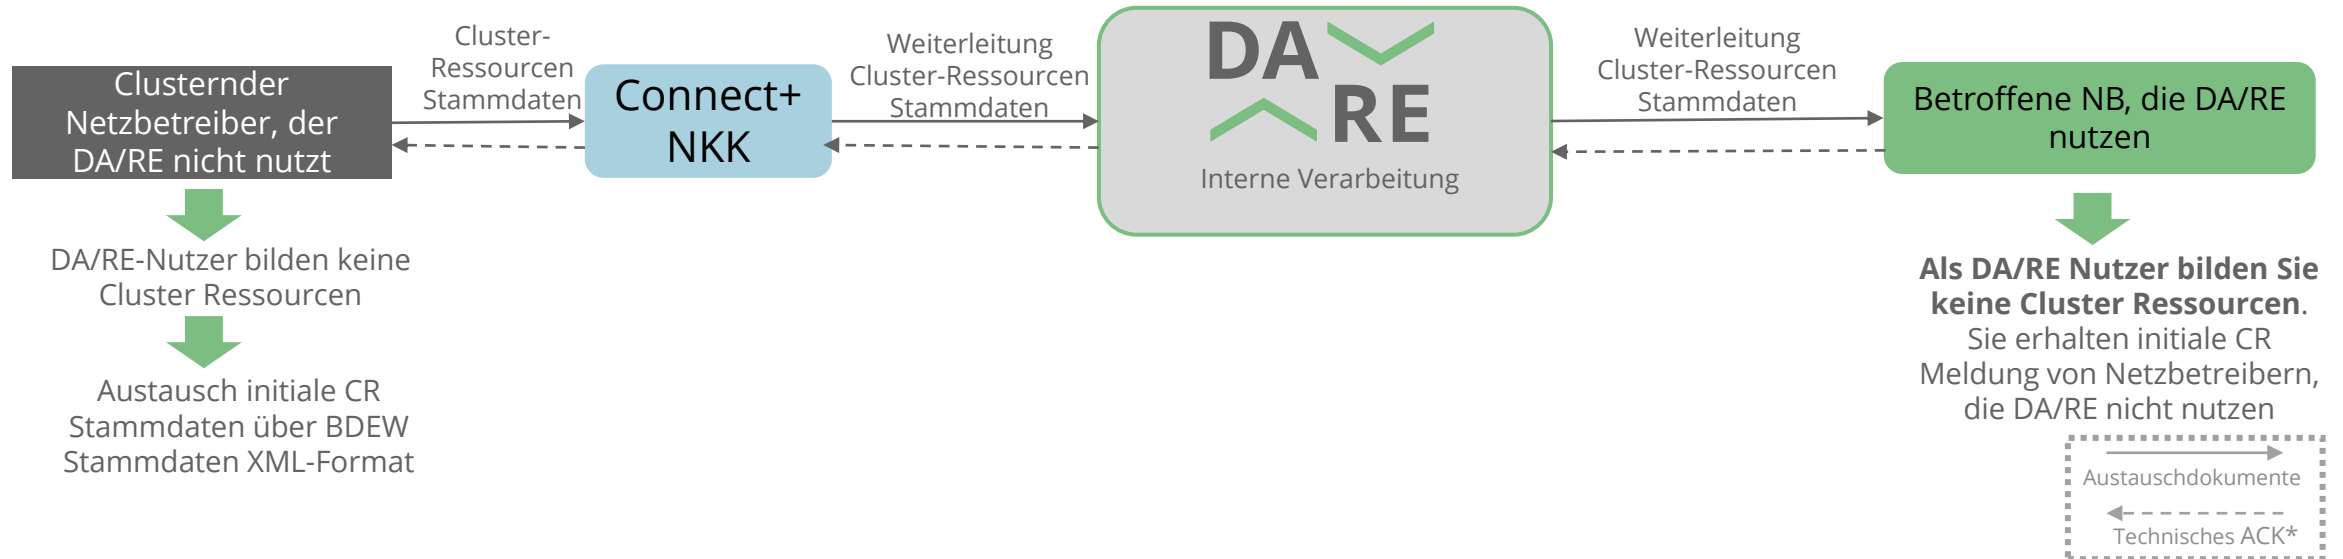 Clusternder
Netzbetreiber, der
DA/RE nicht nutzt
Cluster-
Ressourcen
Stammdaten
Connect+
NKK
Weiterleitung
Cluster-Ressourcen
Stammdaten
DA
RE
Interne Verarbeitung
Weiterleitung
Cluster-Ressourcen
Stammdaten
Betroffene NB, die DA/RE
nutzen
DA/RE-Nutzer bilden keine
Cluster Ressourcen
Austausch initiale CR
Stammdaten über BDEW
Stammdaten XML-Format
Als DA/RE Nutzer bilden Sie
keine Cluster Ressourcen.
Sie erhalten initiale CR
Meldung von Netzbetreibern,
die DA/RE nicht nutzen
Austauschdokumente
Technisches ACK*